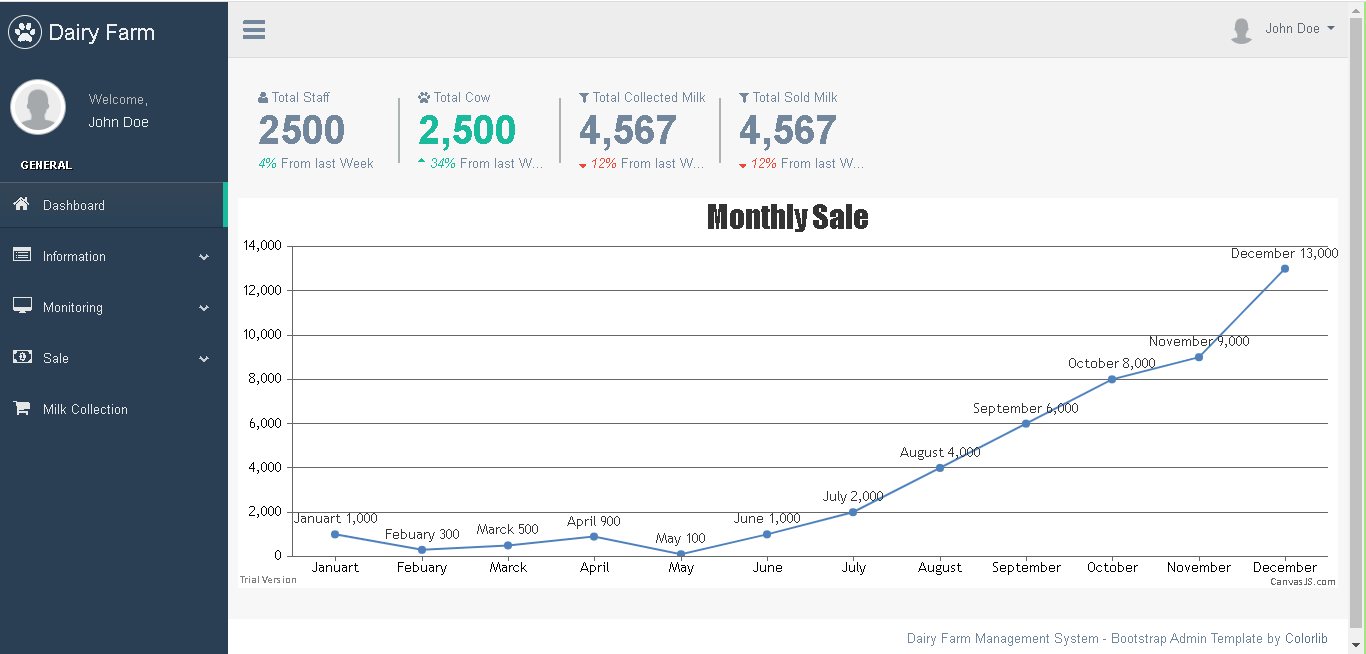 Dairy Farm
John Doe
Welcome,
John Doe
GENERAL
Dashboard
Information
Monitoring
Sale
Milk Collection
Total Staff
2500
4% From last Week
Total Cow
2,500
34% From last W...
Total Collected Milk
4,567
12% From last W...
Total Sold Milk
4,567
12% From last W...
Monthly Sale
14,000
12,000
10,000
8,000
6,000
4,000
2,000
0
Januart 1,000
Febuary 300
Marck 500
April 900
May 100
June 1,000
July 2,000
August 4,000
September 6,000
October 8,000
November 9,000
December 13,000
Januart Febuary Marck April May June July August September October November December
Trial Version
CanvasJS.com
Dairy Farm Management System - Bootstrap Admin Template by Colorlib